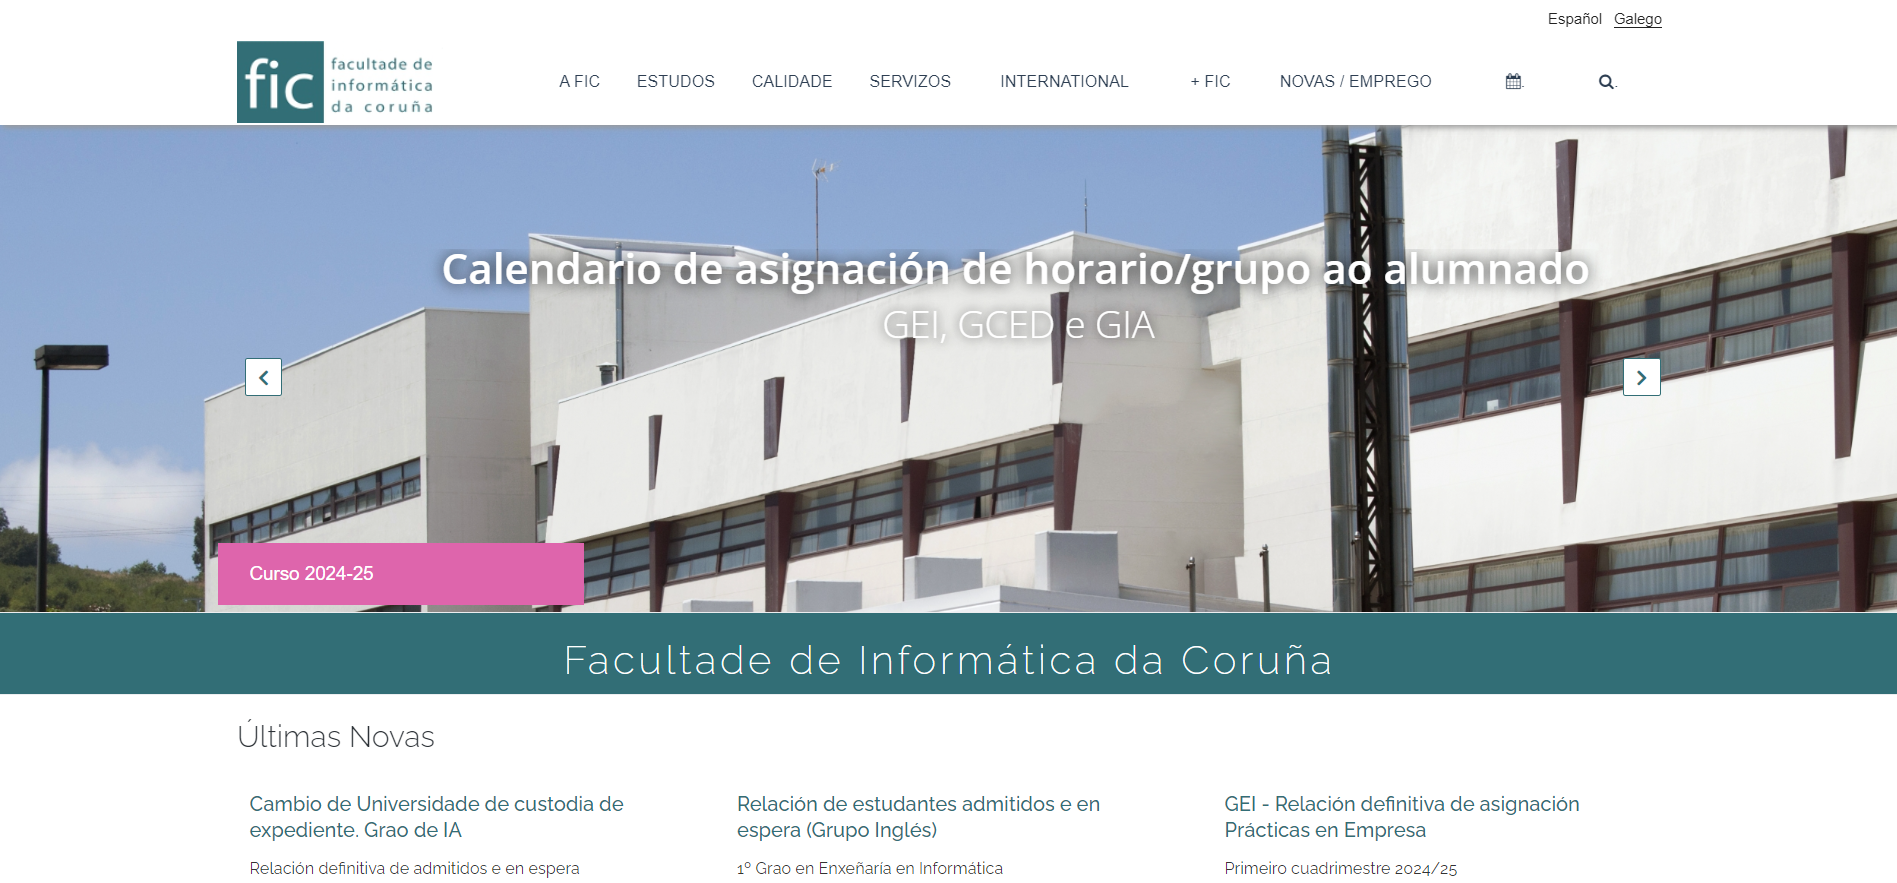 Español Galego
fic
facultade de
informática
da coruña
A FIC ESTUDOS CALIDADE SERVIZOS INTERNATIONAL + FIC NOVAS / EMPREGO
Calendario de asignación de horario/grupo ao alumnado
GEI, GCED e GIA
Curso 2024-25
Facultade de Informática da Coruña
Últimas Novas
Cambio de Universidade de custodia de
expediente. Grao de IA
Relación definitiva de admitidos e en espera
Relación de estudantes admitidos e en
espera (Grupo Inglés)
1º Grao en Enxeñaría en Informática
GEI - Relación definitiva de asignación
Prácticas en Empresa
Primeiro cuadrimestre 2024/25